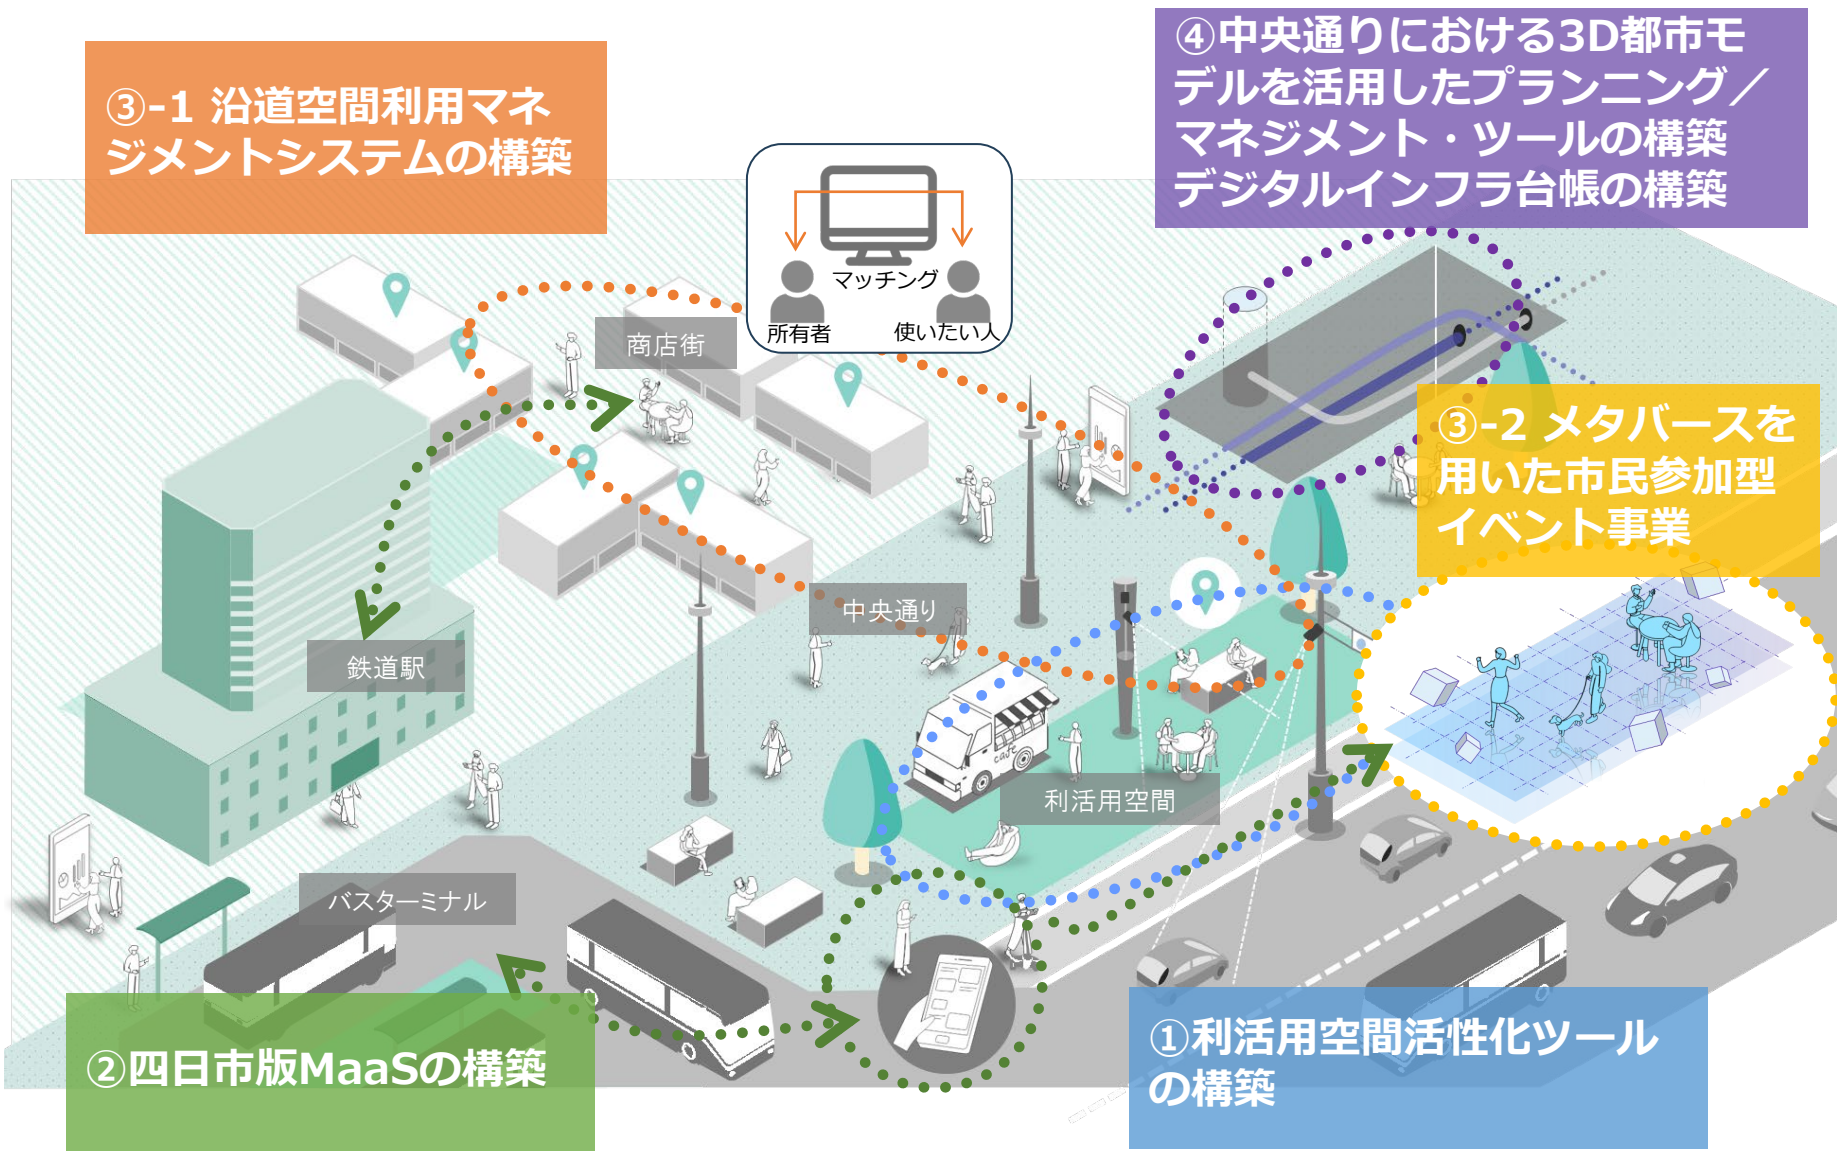 ③-1 沿道空間利用マネ
ジメントシステムの構築
④中央通りにおける3D都市モ
デルを活用したプランニング／
マネジメント・ツールの構築
デジタルインフラ台帳の構築
マッチング
所有者
使いたい人
商店街
③-2 メタバースを
用いた市民参加型
イベント事業
中央通り
鉄道駅
cafe
利活用空間
バスターミナル
②四日市版MaaSの構築
①利活用空間活性化ツール
の構築